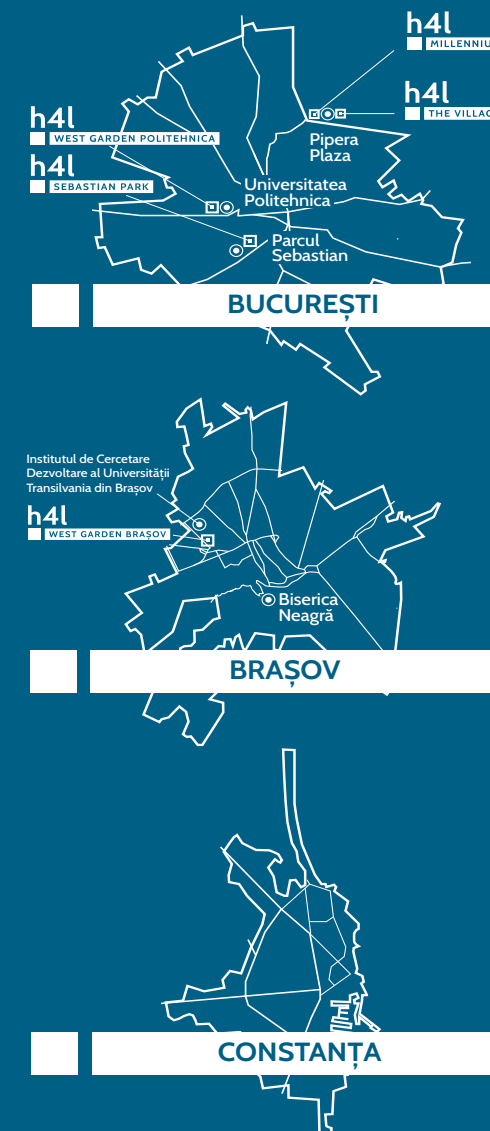 h4l
MILLENNIU
h4l
THE VILLAG
h4l
WEST GARDEN POLITEHNICA
h4l
SEBASTIAN PARK
Pipera
Plaza
Universitatea
Politehnica
Parcul
Sebastian
BUCUREȘTI
Institutul de Cercetare
Dezvoltare al Universității
Transilvania din Brașov
h4l
WEST GARDEN BRAȘOV
Biserica
Neagră
BRAȘOV
CONSTANȚA